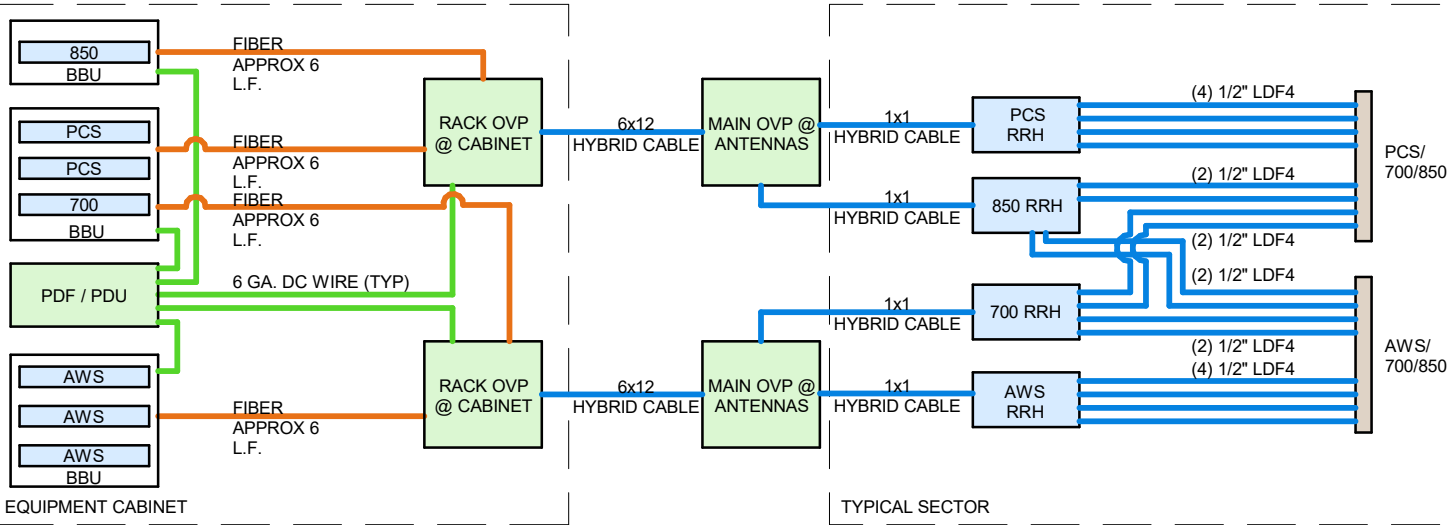 850
BBU
FIBER
APPROX 6
L.F.
PCS
PCS
700
BBU
FIBER
APPROX 6
L.F.
FIBER
APPROX 6
L.F.
PDF / PDU
6 GA. DC WIRE (TYP)
AWS
AWS
AWS
BBU
FIBER
APPROX 6
L.F.
EQUIPMENT CABINET
RACK OVP
@ CABINET
RACK OVP
@ CABINET
6x12
HYBRID CABLE
6x12
HYBRID CABLE
MAIN OVP @
ANTENNAS
MAIN OVP @
ANTENNAS
1x1
HYBRID CABLE
1x1
HYBRID CABLE
1x1
HYBRID CABLE
1x1
HYBRID CABLE
PCS
RRH
850 RRH
700 RRH
AWS
RRH
(4) 1/2" LDF4
(2) 1/2" LDF4
(2) 1/2" LDF4
(2) 1/2" LDF4
(2) 1/2" LDF4
(4) 1/2" LDF4
PCS/
700/850
AWS/
700/850
TYPICAL SECTOR